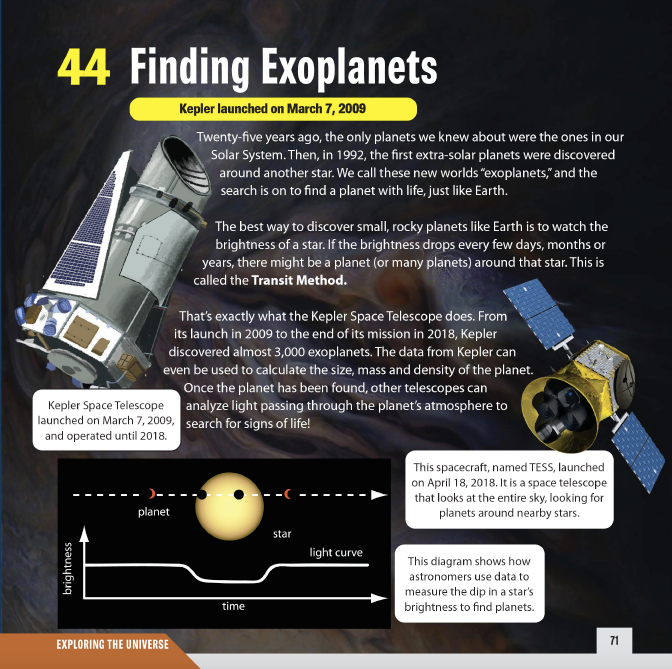 44 Finding Exoplanets
Kepler launched on March 7, 2009
Twenty-five years ago, the only planets we knew about were the ones in our
Solar System. Then, in 1992, the first extra-solar planets were discovered
around another star. We call these new worlds “exoplanets,” and the
search is on to find a planet with life, just like Earth.
The best way to discover small, rocky planets like Earth is to watch the
brightness of a star. If the brightness drops every few days, months or
years, there might be a planet (or many planets) around that star. This is
called the Transit Method.
That’s exactly what the Kepler Space Telescope does. From
its launch in 2009 to the end of its mission in 2018, Kepler
discovered almost 3,000 exoplanets. The data from Kepler can
even be used to calculate the size, mass and density of the planet.
Once the planet has been found, other telescopes can
analyze light passing through the planet’s atmosphere to
search for signs of life!
Kepler Space Telescope
launched on March 7, 2009,
and operated until 2018.
This spacecraft, named TESS, launched
on April 18, 2018. It is a space telescope
that looks at the entire sky, looking for
planets around nearby stars.
planet
star
light curve
brightness
time
This diagram shows how
astronomers use data to
measure the dip in a star’s
brightness to find planets.
EXPLORING THE UNIVERSE
71